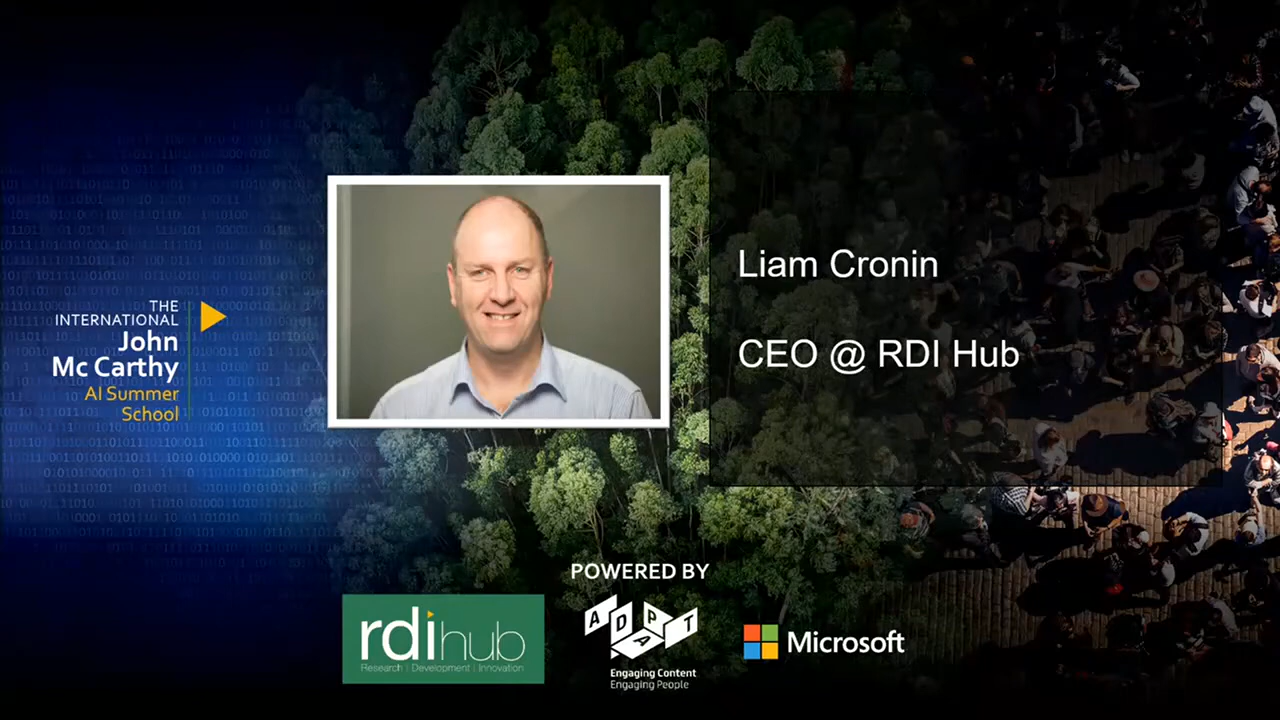 THE
INTERNATIONAL
John
Mc Carthy
AI Summer
School
Liam Cronin
CEO @ RDI Hub
POWERED BY
rdihub
Research | Development | Innovation
ADAPT
Engaging Content
Engaging People
Microsoft